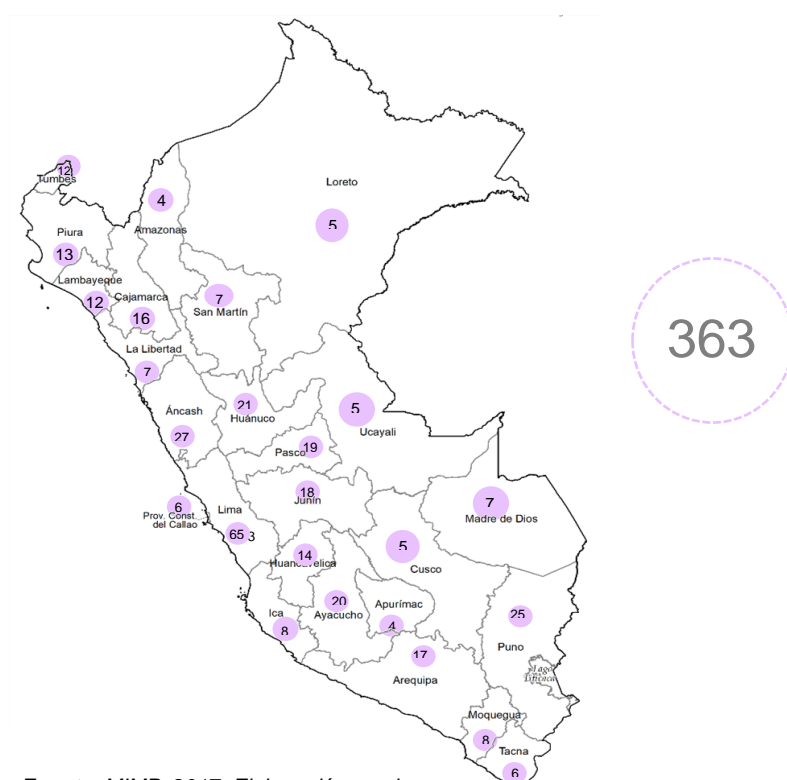 Loreto
5
12
Tumbes
4
Amazonas
Piura
13
Lambayeque
12
Cajamarca
16
7
San Martín
363
La Libertad
7
Áncash
27
21
Huánuco
5
Ucayali
Pasco
19
18
Junín
7
Madre de Dios
6
Prov. Const.
del Callao
Lima
65
3
5
Cusco
14
Huancavelica
20
Ayacucho
Apurímac
4
Ica
8
25
Puno
17
Arequipa
Lago
Titicaca
Moquegua
8
Tacna
6